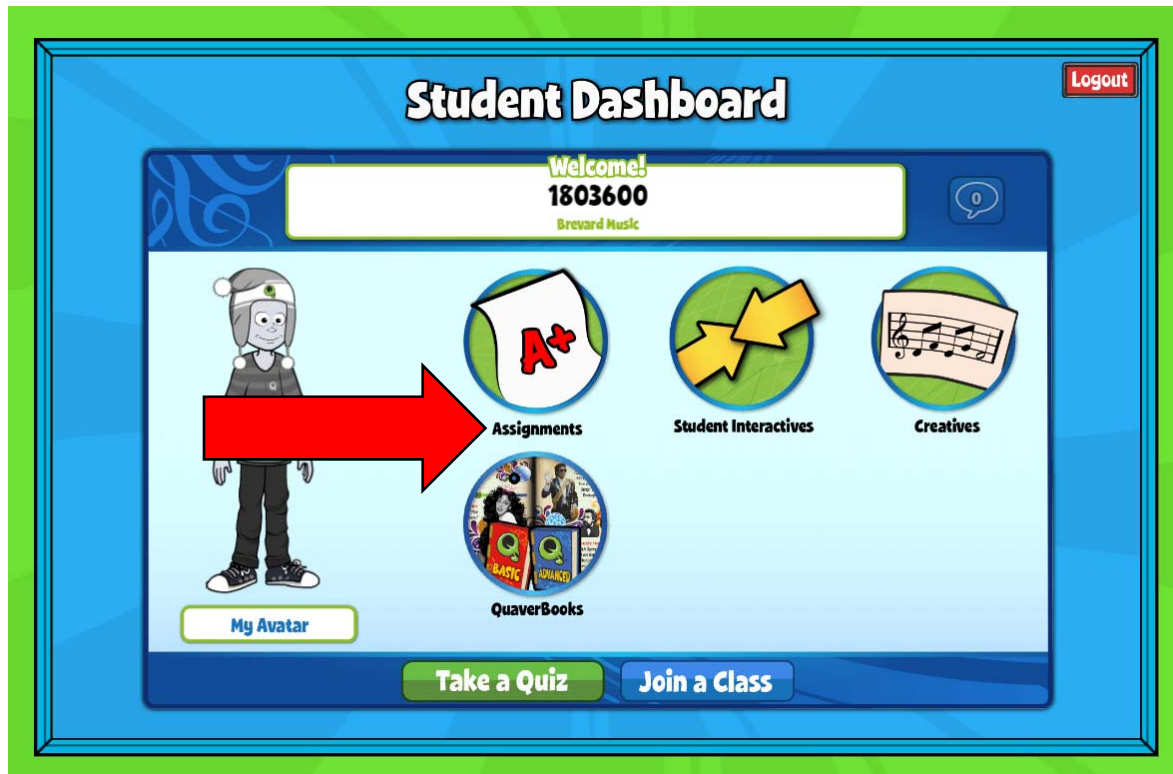 Student Dashboard
Logout
Welcome!
1803600
Brevard Music
0
A+
Assignments
Student Interactives
Creatives
BASIC
ADVANCED
QuaverBooks
My Avatar
Take a Quiz
Join a Class